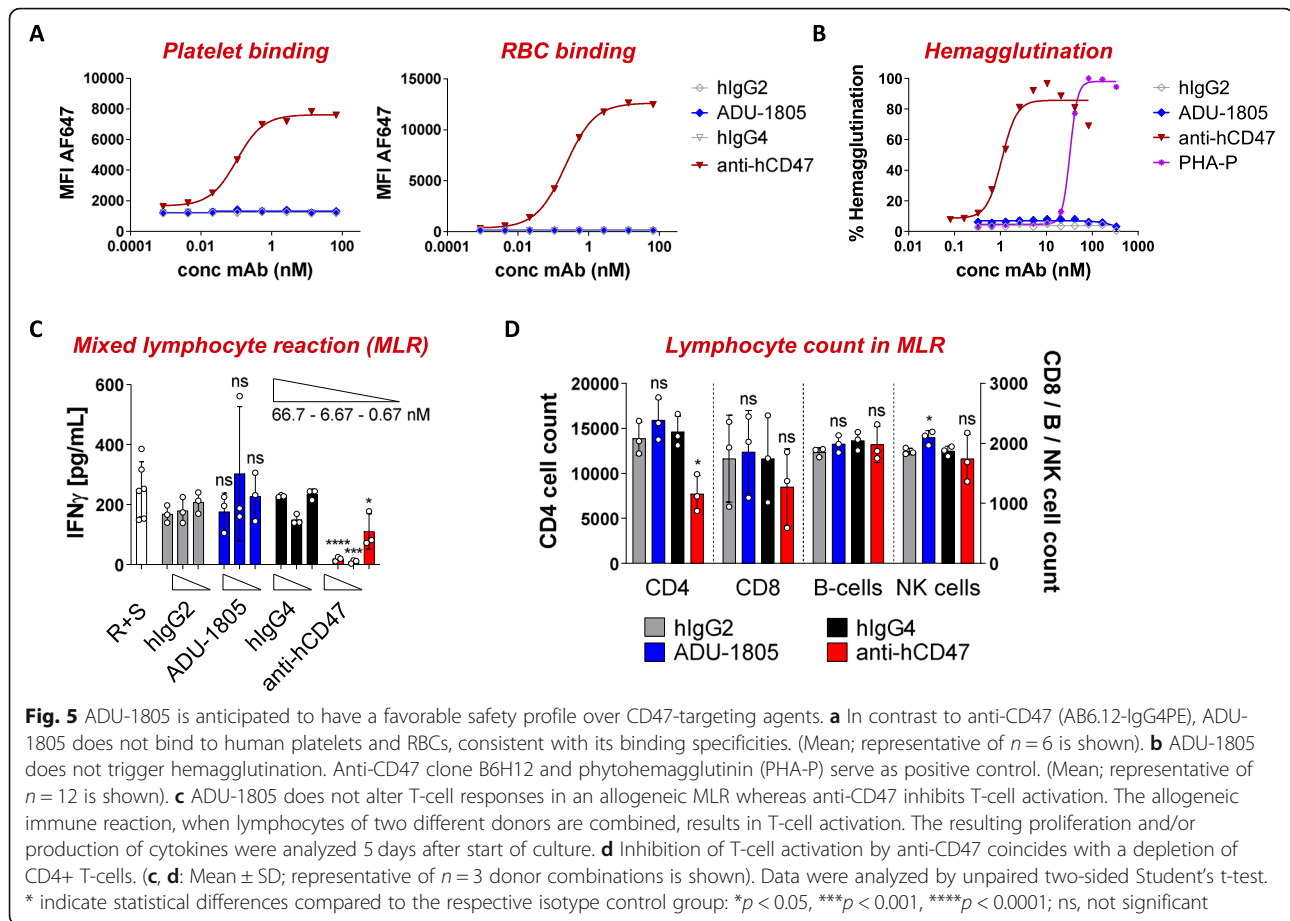 A
Platelet binding
RBC binding
MFI AF647
10000
8000
6000
4000
2000
0
0.0001
0.01
1
100
conc mAb (nM)
MFI AF647
15000
10000
5000
0
0.0001
0.01
1
100
conc mAb (nM)
hIgG2
ADU-1805
hIgG4
anti-hCD47
B
Hemagglutination
% Hemagglutination
100
80
60
40
20
0
0.01
0.1
1
10
100
1000
conc mAb (nM)
hIgG2
ADU-1805
anti-hCD47
PHA-P
C
Mixed lymphocyte reaction (MLR)
IFNγ [pg/mL]
600
400
200
0
66.7 - 6.67 - 0.67 nM
ns
ns
ns
****
***
*
R+S
hIgG2
ADU-1805
hIgG4
anti-hCD47
D
Lymphocyte count in MLR
CD4 cell count
20000
15000
10000
5000
0
ns
*
ns
ns
ns
ns
*
ns
3000
2000
1000
0
CD8 / B / NK cell count
CD4
CD8
B-cells
NK cells
hIgG2
hIgG4
ADU-1805
anti-hCD47
Fig. 5 ADU-1805 is anticipated to have a favorable safety profile over CD47-targeting agents. a In contrast to anti-CD47 (AB6.12-IgG4PE), ADU-
1805 does not bind to human platelets and RBCs, consistent with its binding specificities. (Mean; representative of n = 6 is shown). b ADU-1805
does not trigger hemagglutination. Anti-CD47 clone B6H12 and phytohemagglutinin (PHA-P) serve as positive control. (Mean; representative of
n = 12 is shown). c ADU-1805 does not alter T-cell responses in an allogeneic MLR whereas anti-CD47 inhibits T-cell activation. The allogeneic
immune reaction, when lymphocytes of two different donors are combined, results in T-cell activation. The resulting proliferation and/or
production of cytokines were analyzed 5 days after start of culture. d Inhibition of T-cell activation by anti-CD47 coincides with a depletion of
CD4+ T-cells. (c, d: Mean ± SD; representative of n = 3 donor combinations is shown). Data were analyzed by unpaired two-sided Student's t-test.
* indicate statistical differences compared to the respective isotype control group: *p < 0.05, ***p < 0.001, ****p < 0.0001; ns, not significant